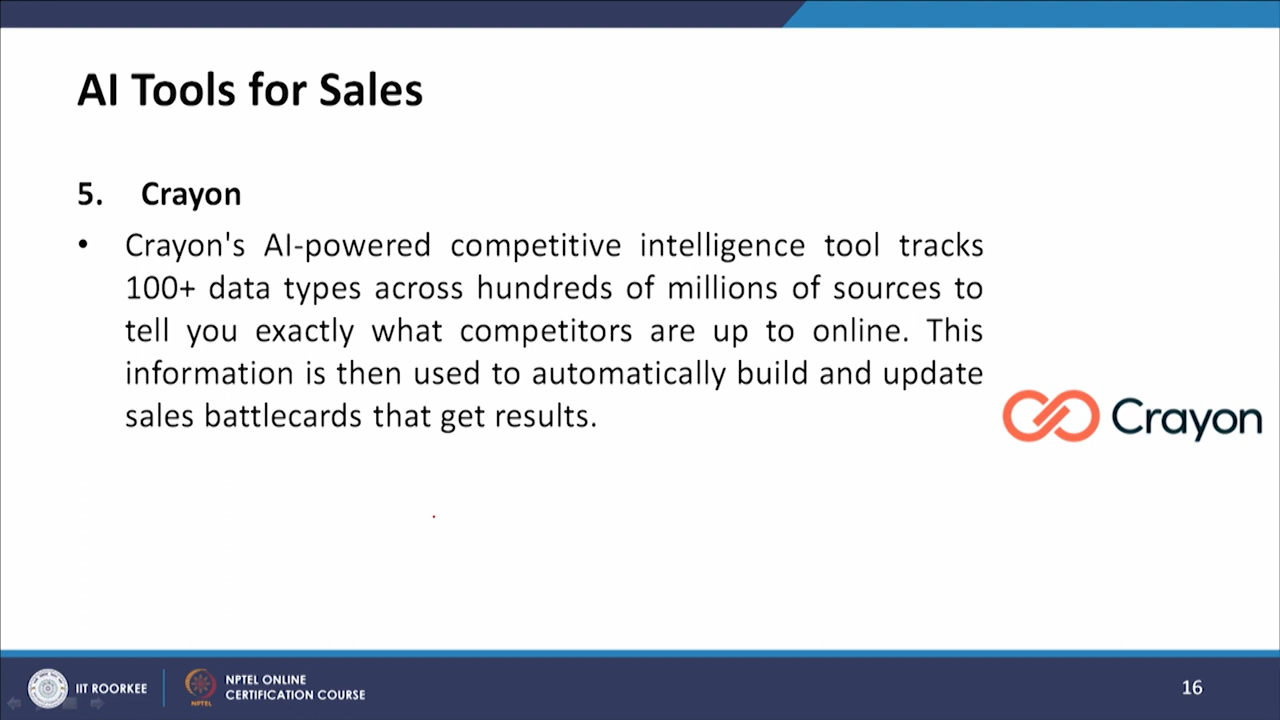 AI Tools for Sales
5. Crayon
• Crayon's AI-powered competitive intelligence tool tracks
100+ data types across hundreds of millions of sources to
tell you exactly what competitors are up to online. This
information is then used to automatically build and update
sales battlecards that get results.
Crayon
IIT ROORKEE
NPTEL
NPTEL ONLINE
CERTIFICATION COURSE
16